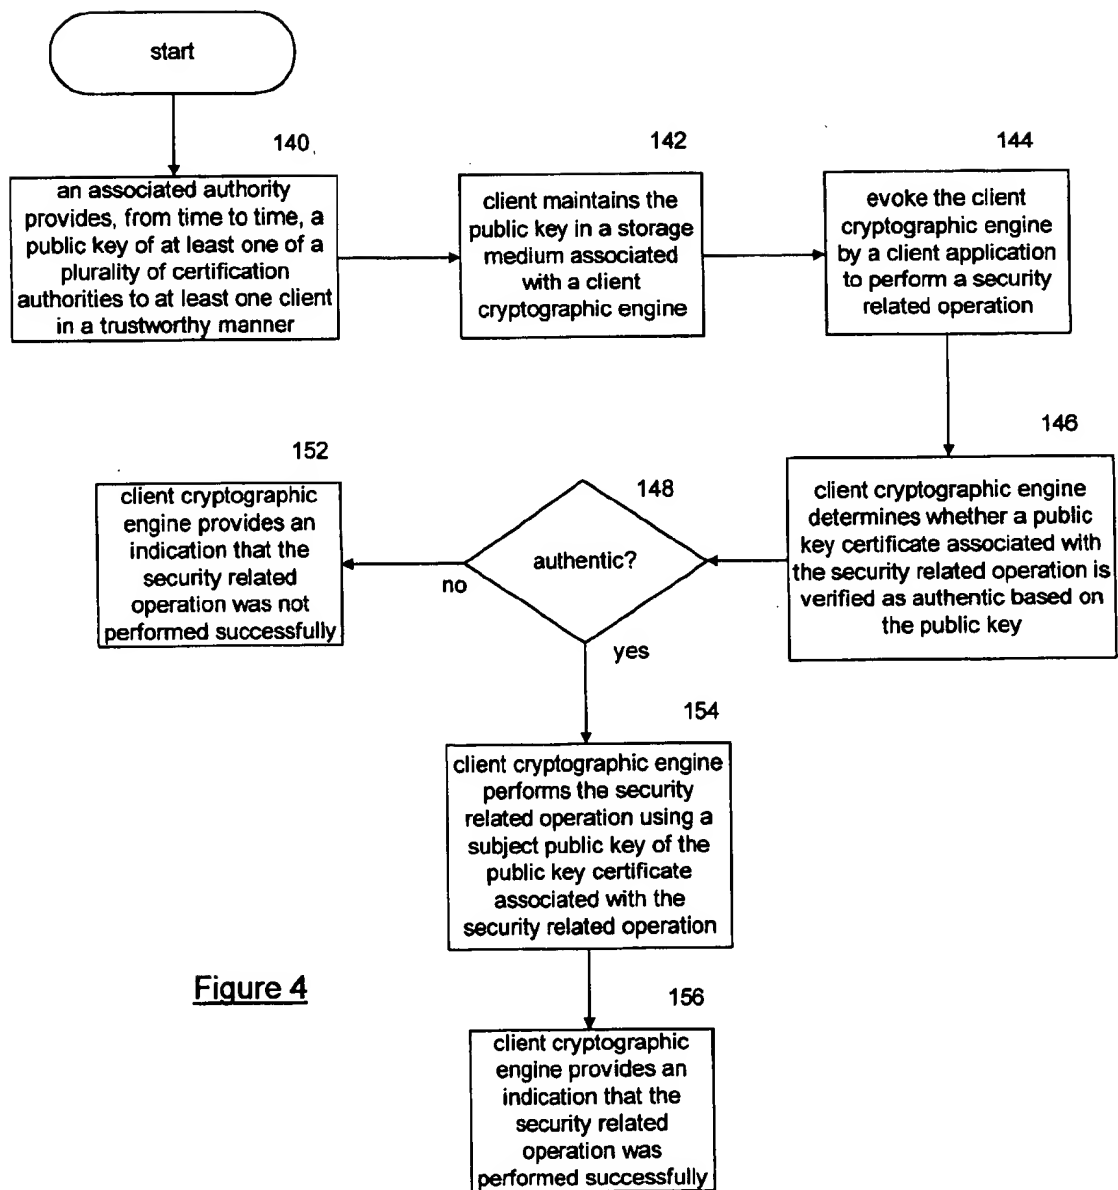 start
140
an associated authority
provides, from time to time, a
public key of at least one of a
plurality of certification
authorities to at least one client
in a trustworthy manner
142
client maintains the
public key in a storage
medium associated
with a client
cryptographic engine
144
evoke the client
cryptographic engine
by a client application
to perform a security
related operation
146
client cryptographic engine
determines whether a public
key certificate associated with
the security related operation is
verified as authentic based on
the public key
148
authentic?
no
yes
152
client cryptographic
engine provides an
indication that the
security related
operation was not
performed successfully
154
client cryptographic engine
performs the security
related operation using a
subject public key of the
public key certificate
associated with the
security related operation
156
client cryptographic
engine provides an
indication that the
security related
operation was
performed successfully
Figure 4